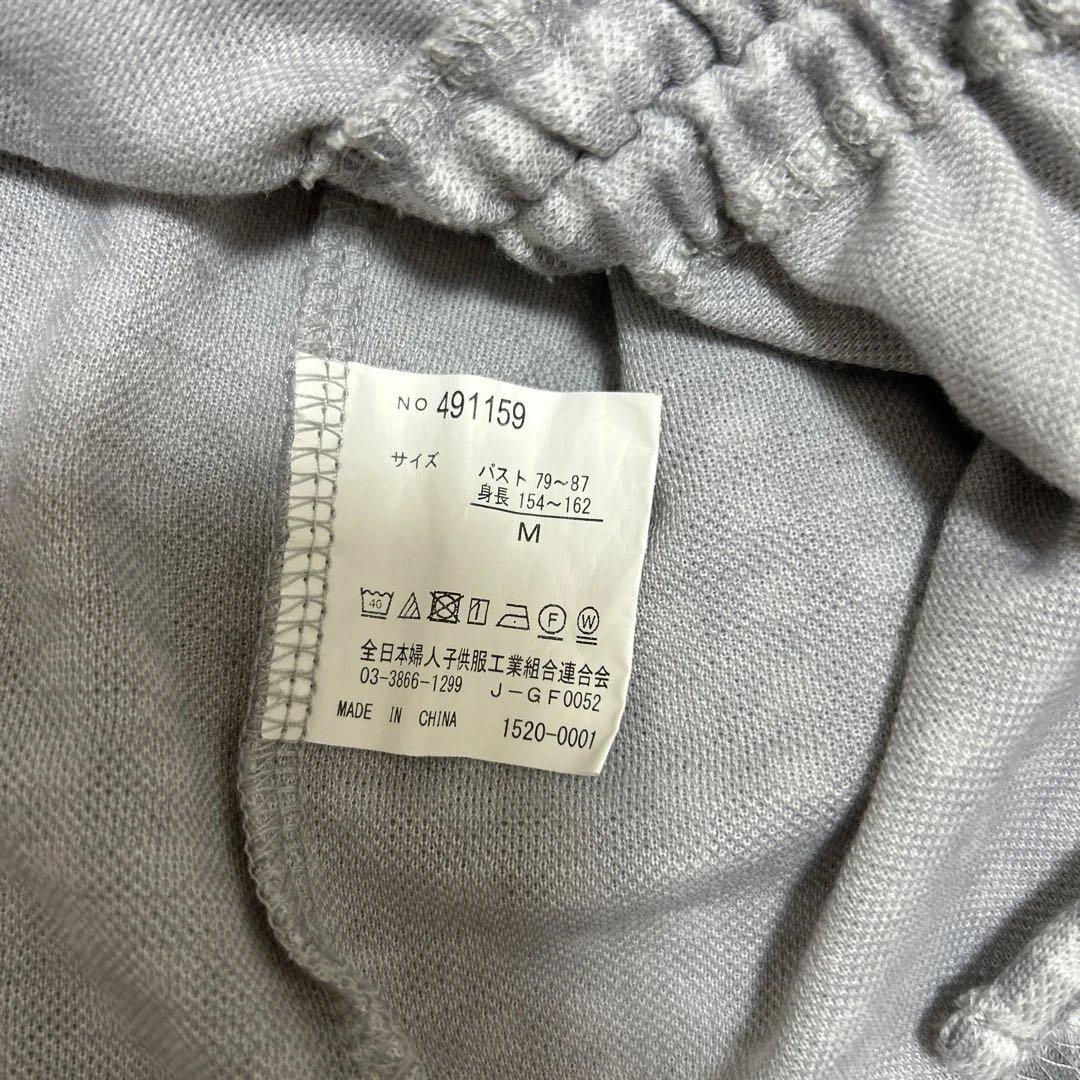 NO 491159
サイズ バスト 79～87
身長 154～162
M
40 F W
全日本婦人子供服工業組合連合会
03-3866-1299 J-GF0052
MADE IN CHINA 1520-0001